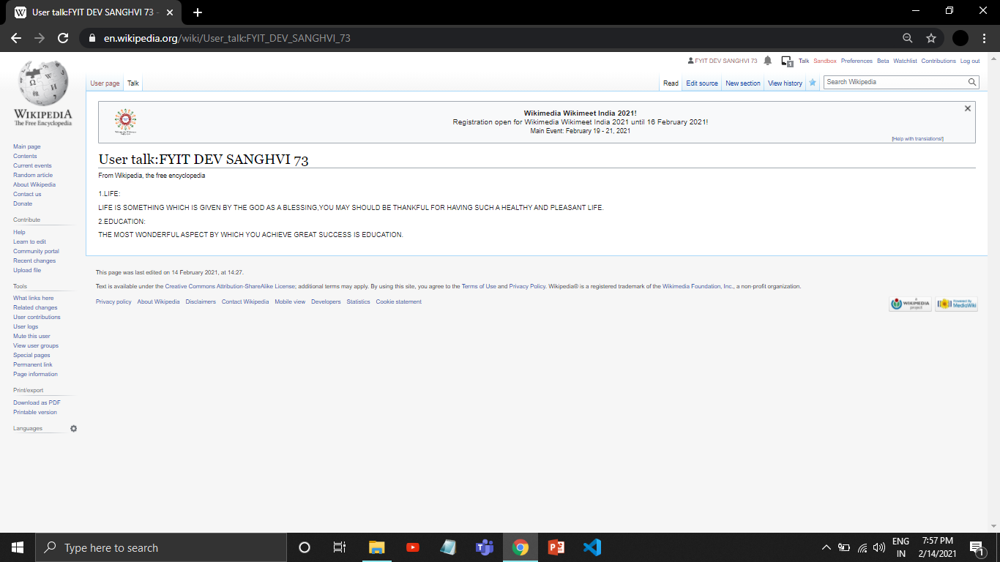 User talk:FYIT DEV SANGHVI 73 -
en.wikipedia.org/wiki/User_talk:FYIT_DEV_SANGHVI_73
FYIT DEV SANGHVI 73 1 Talk Sandbox Preferences Beta Watchlist Contributions Log out
User page Talk Read Edit source New section View history Search Wikipedia
WIKIPEDIA
The Free Encyclopedia
Main page
Contents
Current events
Random article
About Wikipedia
Contact us
Donate
Contribute
Help
Learn to edit
Community portal
Recent changes
Upload file
Tools
What links here
Related changes
User contributions
User logs
Mute this user
View user groups
Special pages
Permanent link
Page information
Print/export
Download as PDF
Printable version
Languages
Wikimedia Wikimeet India 2021!
Registration open for Wikimedia Wikimeet India 2021 until 16 February 2021!
Main Event: February 19 - 21, 2021
[Help with translations!]
User talk:FYIT DEV SANGHVI 73
From Wikipedia, the free encyclopedia
1.LIFE:
LIFE IS SOMETHING WHICH IS GIVEN BY THE GOD AS A BLESSING,YOU MAY SHOULD BE THANKFUL FOR HAVING SUCH A HEALTHY AND PLEASANT LIFE.
2.EDUCATION:
THE MOST WONDERFUL ASPECT BY WHICH YOU ACHIEVE GREAT SUCCESS IS EDUCATION.
This page was last edited on 14 February 2021, at 14:27.
Text is available under the Creative Commons Attribution-ShareAlike License; additional terms may apply. By using this site, you agree to the Terms of Use and Privacy Policy. Wikipedia® is a registered trademark of the Wikimedia Foundation, Inc., a non-profit organization.
Privacy policy About Wikipedia Disclaimers Contact Wikipedia Mobile view Developers Statistics Cookie statement
A WIKIMEDIA project
Powered By MediaWiki
Type here to search
ENG
IN
7:57 PM
2/14/2021
1